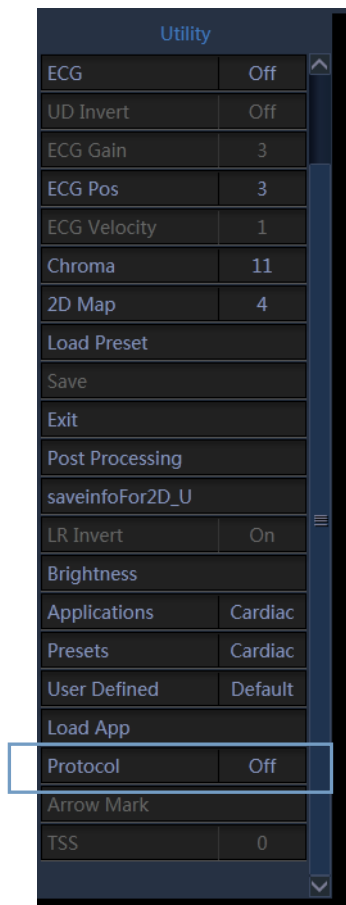 Utility
ECG Off
UD Invert Off
ECG Gain 3
ECG Pos 3
ECG Velocity 1
Chroma 11
2D Map 4
Load Preset
Save
Exit
Post Processing
saveinfoFor2D_U
LR Invert On
Brightness
Applications Cardiac
Presets Cardiac
User Defined Default
Load App
Protocol Off
Arrow Mark
TSS 0